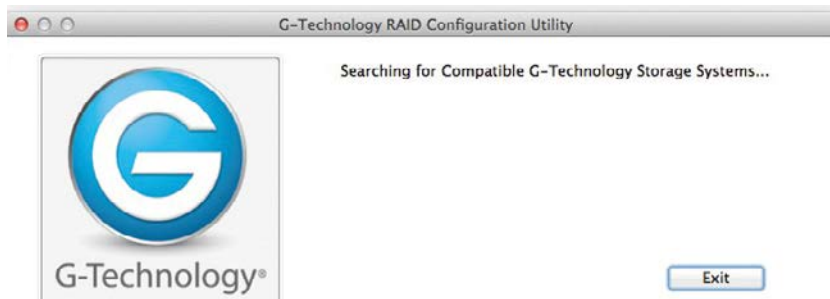 G-Technology RAID Configuration Utility
Searching for Compatible G-Technology Storage Systems...
G
G-Technology®
Exit